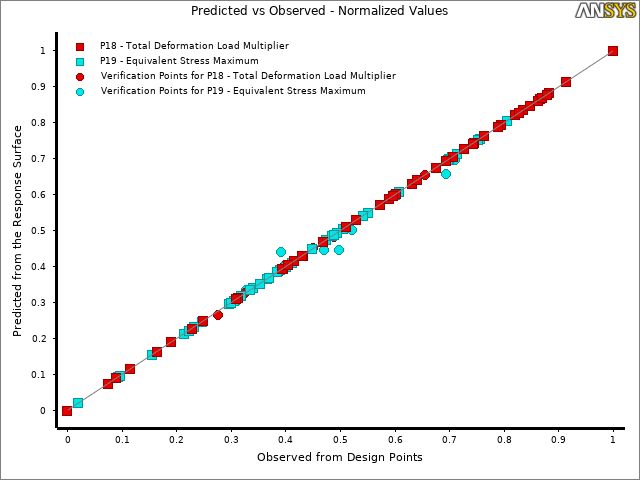 Predicted vs Observed - Normalized Values
ANSYS
P18 - Total Deformation Load Multiplier
P19 - Equivalent Stress Maximum
Verification Points for P18 - Total Deformation Load Multiplier
Verification Points for P19 - Equivalent Stress Maximum
Predicted from the Response Surface
1
0.9
0.8
0.7
0.6
0.5
0.4
0.3
0.2
0.1
0
0 0.1 0.2 0.3 0.4 0.5 0.6 0.7 0.8 0.9 1
Observed from Design Points